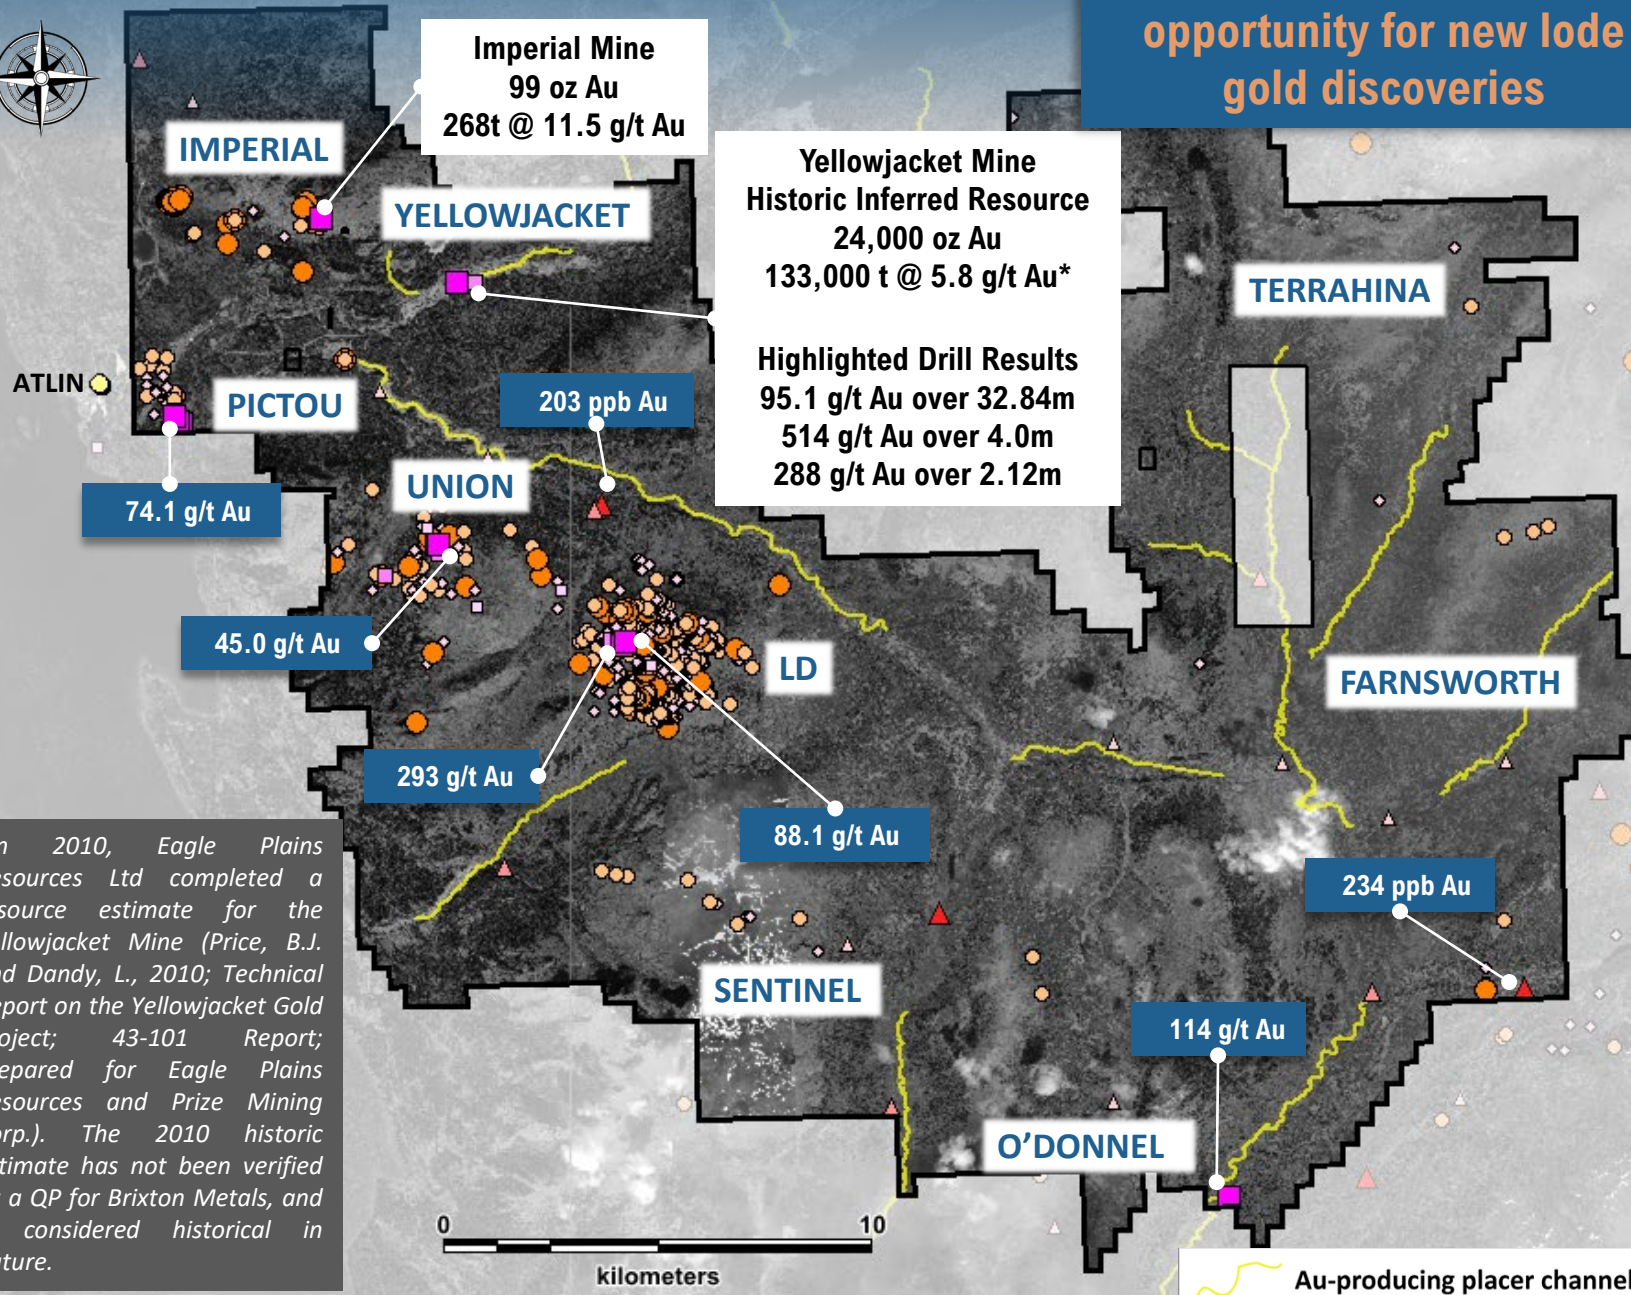 opportunity for new lode
gold discoveries
Imperial Mine
99 oz Au
268t @ 11.5 g/t Au
IMPERIAL
YELLOWJACKET
Yellowjacket Mine
Historic Inferred Resource
24,000 oz Au
133,000 t @ 5.8 g/t Au*
Highlighted Drill Results
95.1 g/t Au over 32.84m
514 g/t Au over 4.0m
288 g/t Au over 2.12m
TERRAHINA
ATLIN
PICTOU
203 ppb Au
UNION
74.1 g/t Au
45.0 g/t Au
LD
FARNSWORTH
293 g/t Au
88.1 g/t Au
2010, Eagle Plains
Ltd completed a
estimate for the
Mine (Price, B.J.
Dandy, L., 2010; Technical
on the Yellowjacket Gold
43-101 Report;
for Eagle Plains
and Prize Mining
The 2010 historic
has not been verified
a QP for Brixton Metals, and
considered historical in
234 ppb Au
SENTINEL
114 g/t Au
O'DONNEL
0 10
kilometers
Au-producing placer channel